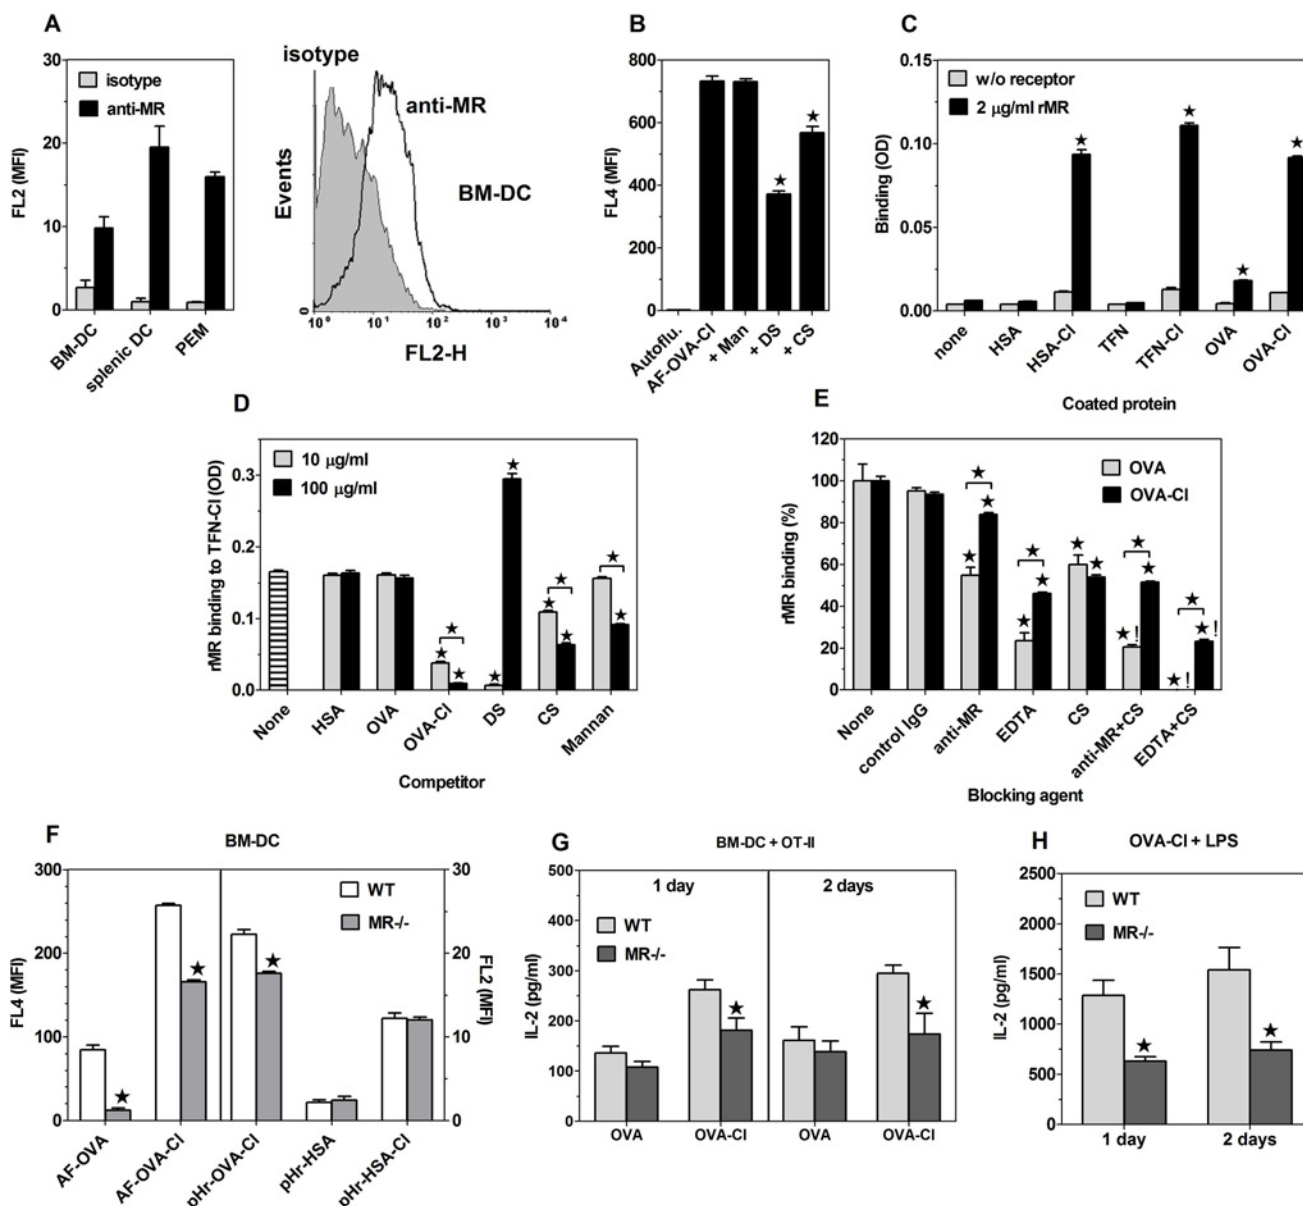 A
30
20
10
0
FL2 (MFI)
isotype
anti-MR
BM-DC
splenic DC
PEM
isotype
anti-MR
BM-DC
Events
0
10⁰
10¹
10²
10³
10⁴
FL2-H
B
800
600
400
200
0
FL4 (MFI)
★
★
Autoflu.
AF-OVA-Cl
+ Man
+ DS
+ CS
C
0.15
0.10
0.05
0.00
Binding (OD)
w/o receptor
2 µg/ml rMR
★
★
★
★
none
HSA
HSA-Cl
TFN
TFN-Cl
OVA
OVA-Cl
Coated protein
D
0.3
0.2
0.1
0.0
rMR binding to TFN-Cl (OD)
10 µg/ml
100 µg/ml
★
★
★ ★
★
★
★ ★
★
★
★
None
HSA
OVA
OVA-Cl
DS
CS
Mannan
Competitor
E
120
100
80
60
40
20
0
rMR binding (%)
OVA
OVA-Cl
★
★ ★
★
★ ★
★ ★
★
★! ★
★
★! ★!
None
control IgG
anti-MR
EDTA
CS
anti-MR+CS
EDTA+CS
Blocking agent
F
BM-DC
300
200
100
0
FL4 (MFI)
30
20
10
0
FL2 (MFI)
WT
MR-/-
★
★
★
AF-OVA
AF-OVA-Cl
pHr-OVA-Cl
pHr-HSA
pHr-HSA-Cl
G
BM-DC + OT-II
500
400
300
200
100
0
IL-2 (pg/ml)
1 day
2 days
WT
MR-/-
★
★
OVA
OVA-Cl
OVA
OVA-Cl
H
OVA-Cl + LPS
2500
2000
1500
1250
750
500
0
IL-2 (pg/ml)
WT
MR-/-
★
★
1 day
2 days